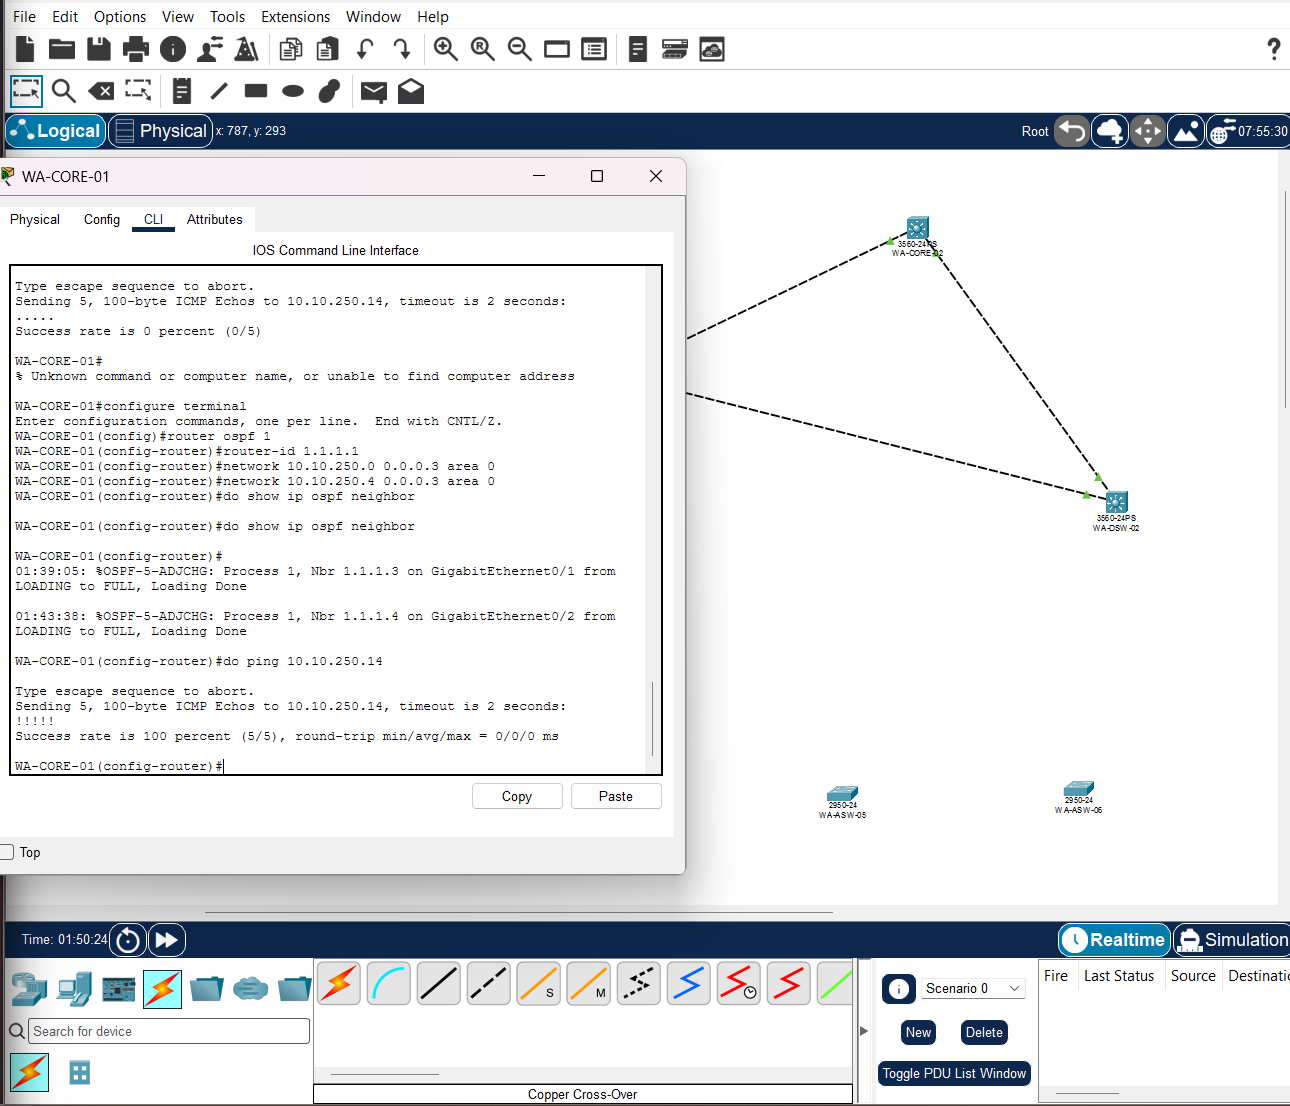 File Edit Options View Tools Extensions Window Help
?
Logical Physical x: 787, y: 293 Root 07:55:30
WA-CORE-01
Physical Config CLI Attributes
IOS Command Line Interface
Type escape sequence to abort.
Sending 5, 100-byte ICMP Echos to 10.10.250.14, timeout is 2 seconds:
.....
Success rate is 0 percent (0/5)
WA-CORE-01#
% Unknown command or computer name, or unable to find computer address
WA-CORE-01#configure terminal
Enter configuration commands, one per line.  End with CNTL/Z.
WA-CORE-01(config)#router ospf 1
WA-CORE-01(config-router)#router-id 1.1.1.1
WA-CORE-01(config-router)#network 10.10.250.0 0.0.0.3 area 0
WA-CORE-01(config-router)#network 10.10.250.4 0.0.0.3 area 0
WA-CORE-01(config-router)#do show ip ospf neighbor
WA-CORE-01(config-router)#do show ip ospf neighbor
WA-CORE-01(config-router)#
01:39:05: %OSPF-5-ADJCHG: Process 1, Nbr 1.1.1.3 on GigabitEthernet0/1 from
LOADING to FULL, Loading Done
01:43:38: %OSPF-5-ADJCHG: Process 1, Nbr 1.1.1.4 on GigabitEthernet0/2 from
LOADING to FULL, Loading Done
WA-CORE-01(config-router)#do ping 10.10.250.14
Type escape sequence to abort.
Sending 5, 100-byte ICMP Echos to 10.10.250.14, timeout is 2 seconds:
!!!!!
Success rate is 100 percent (5/5), round-trip min/avg/max = 0/0/0 ms
WA-CORE-01(config-router)#
Copy Paste
Top
3560-24PS
WA-CORE-02
3560-24PS
WA-DSW-02
2950-24
WA-ASW-05
2950-24
WA-ASW-06
Time: 01:50:24 Realtime Simulation
S M
Search for device
Copper Cross-Over
Scenario 0
New Delete
Toggle PDU List Window
Fire Last Status Source Destinati